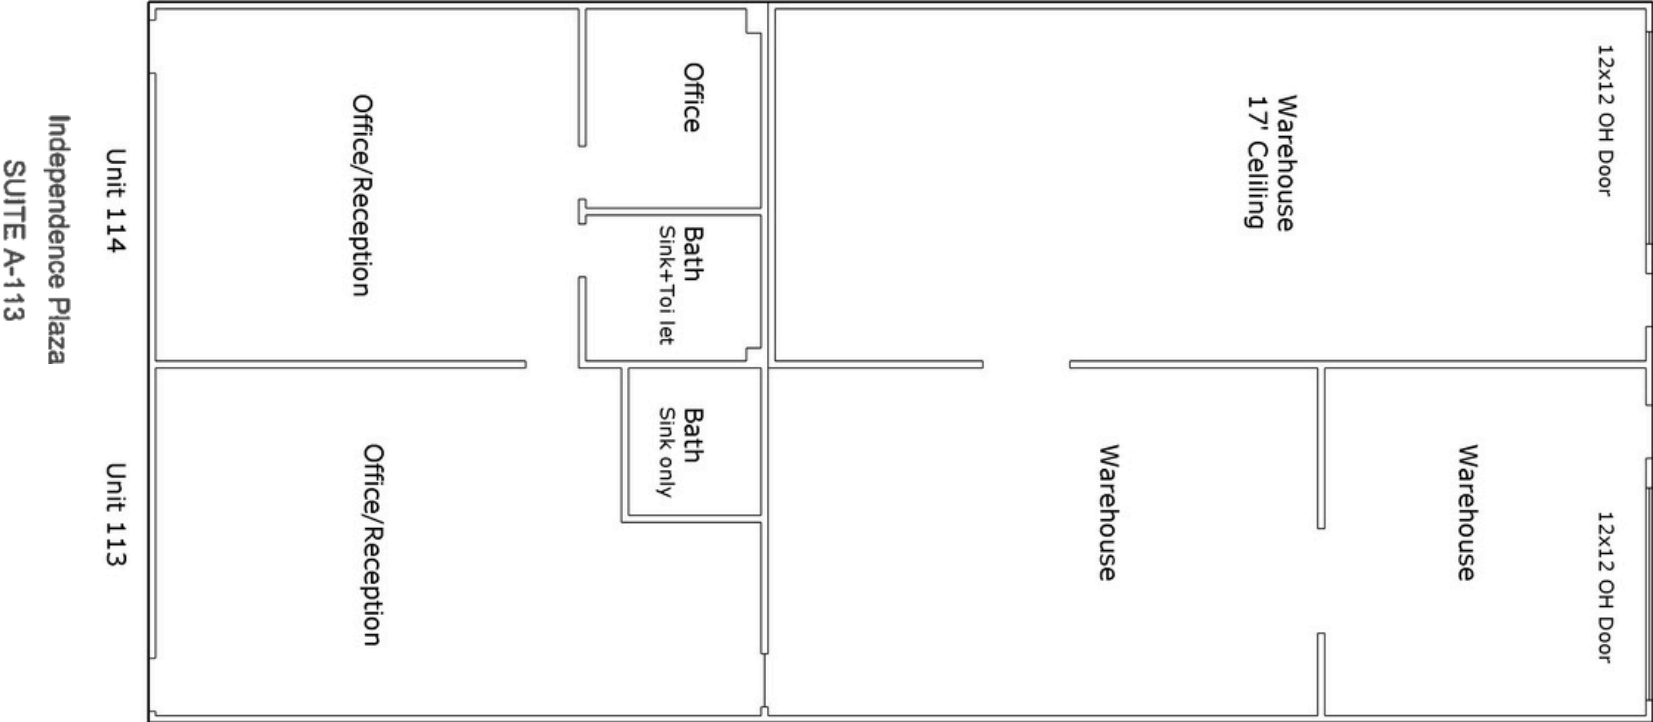 12x12 OH Door
12x12 OH Door
Warehouse
17' Celiling
Warehouse
Warehouse
Office
Bath
Sink+Toi let
Bath
Sink only
Office/Reception
Office/Reception
Unit 114
Unit 113
Independence Plaza
SUITE A-113